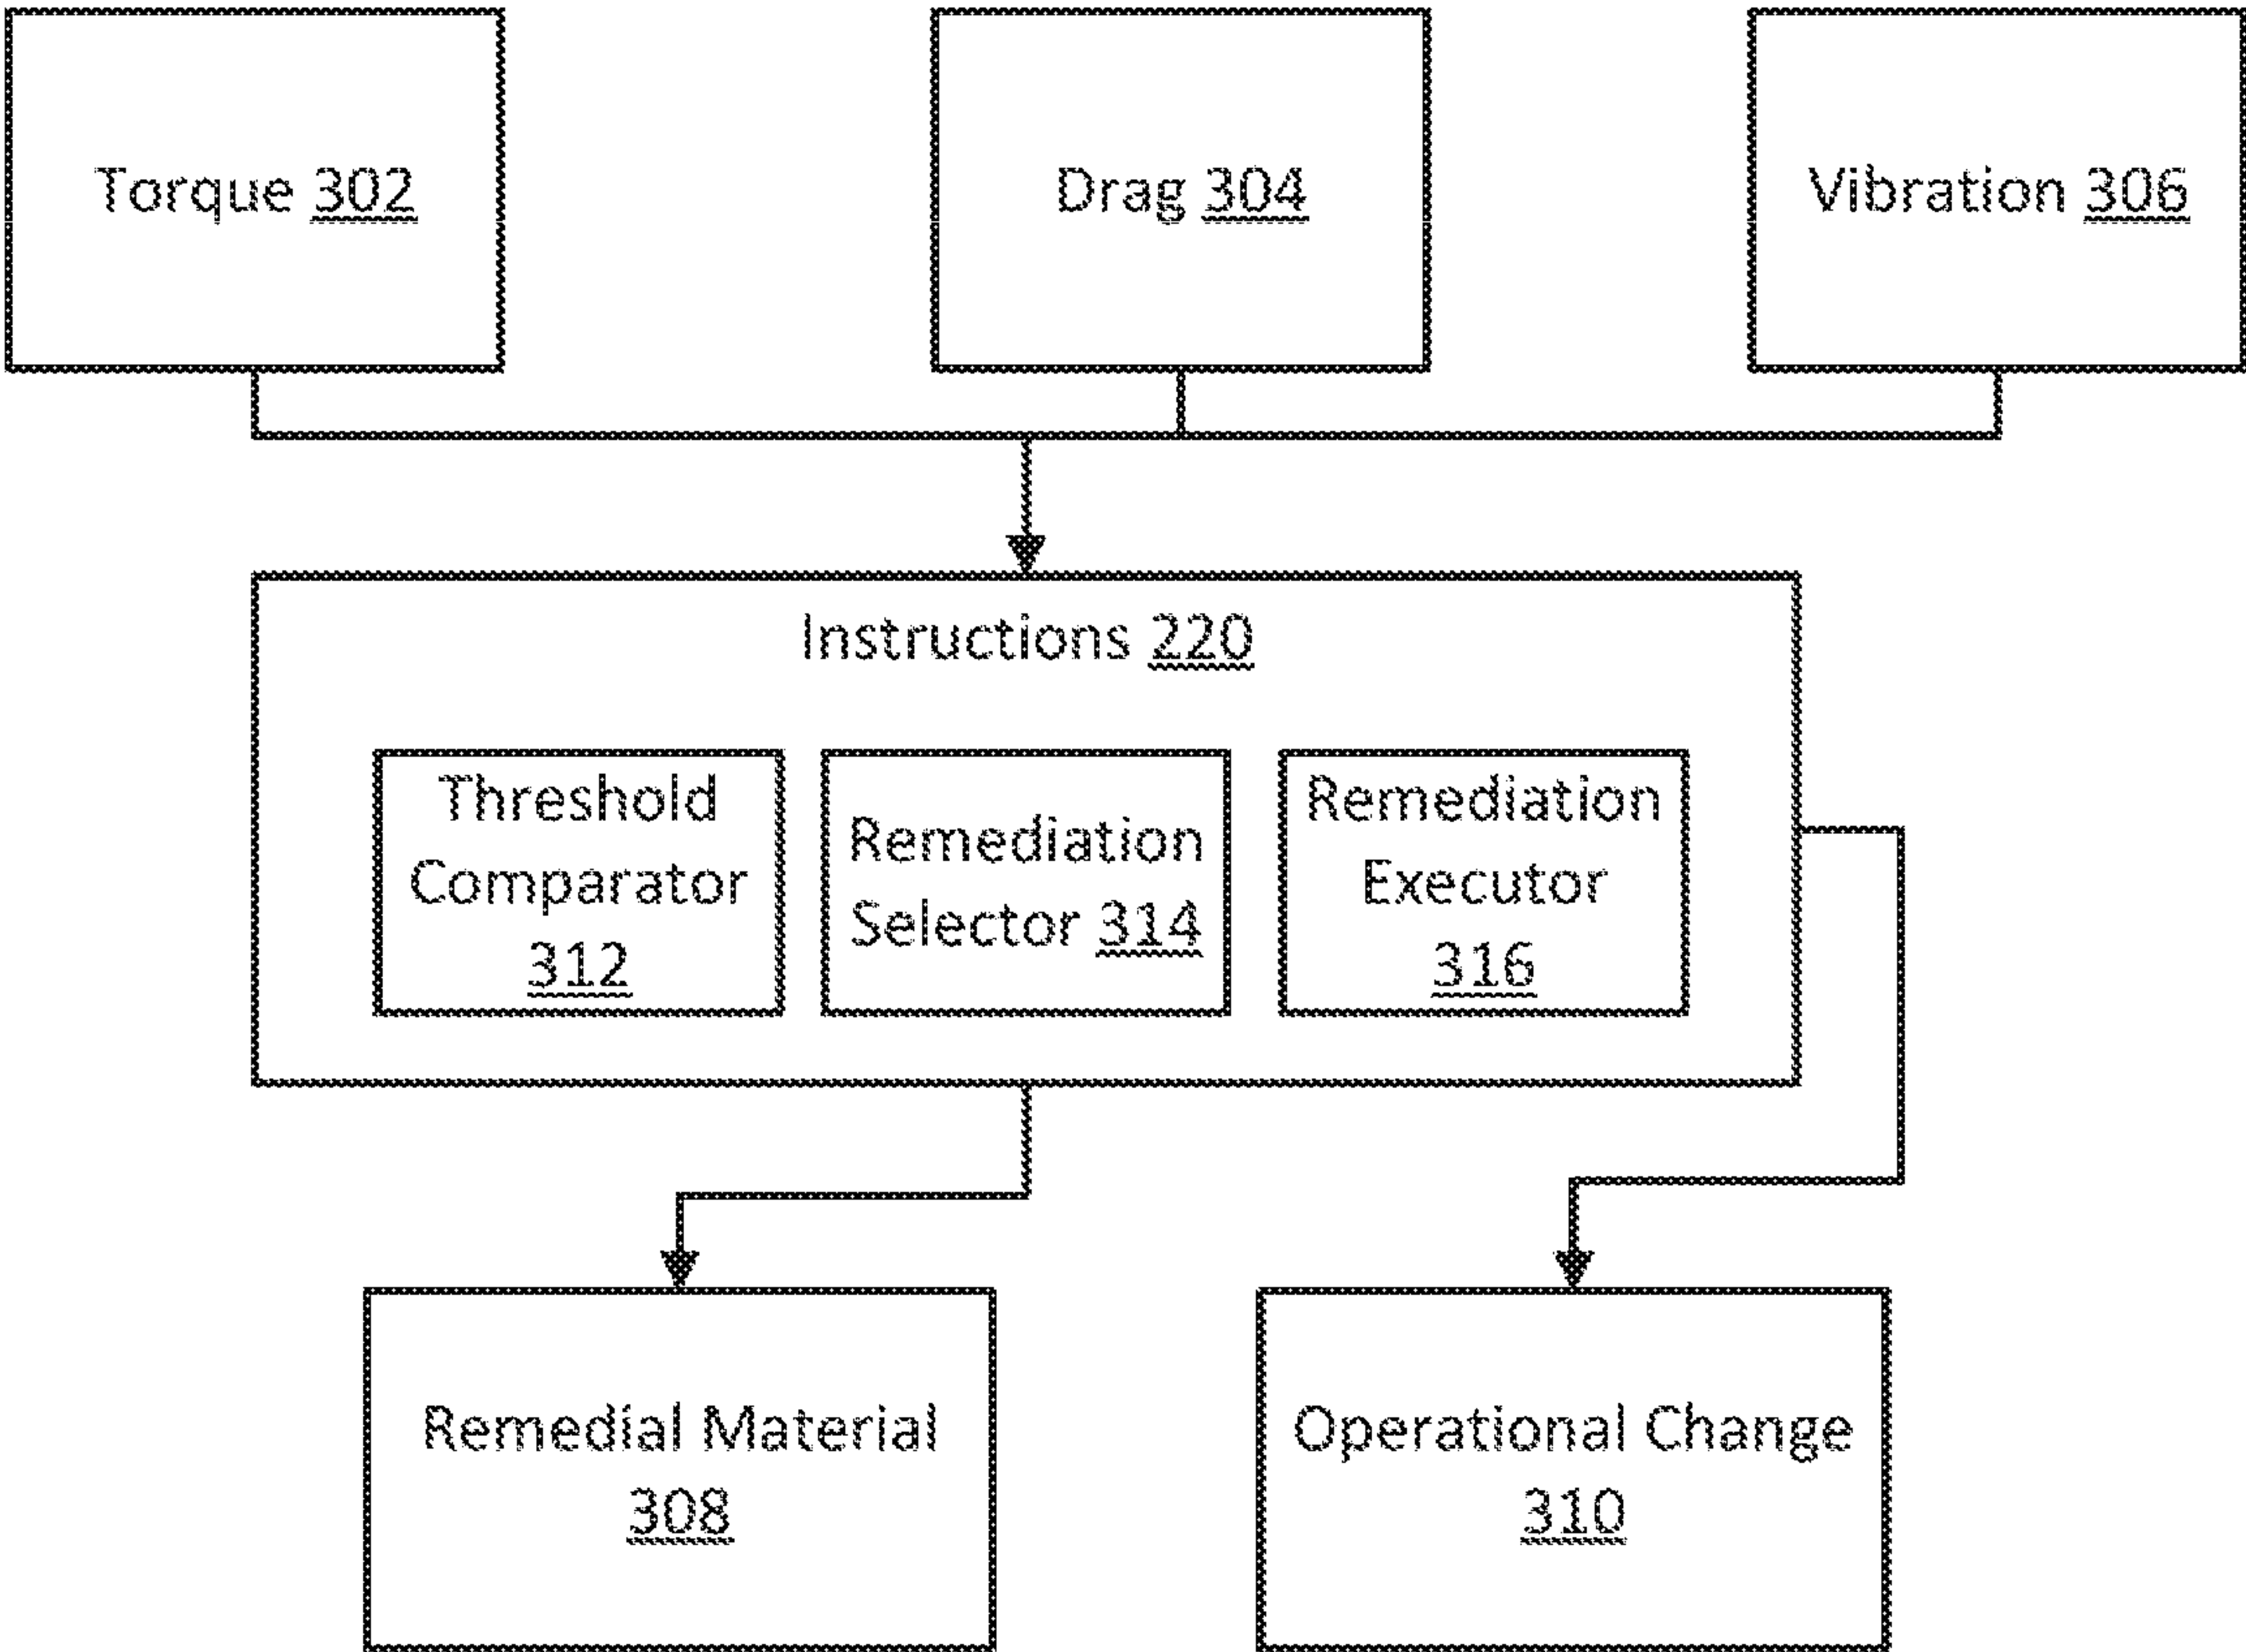 Torque 302
Drag 304
Vibration 306
Instructions 220
Threshold
Comparator
312
Remediation
Selector 314
Remediation
Executor
316
Remedial Material
308
Operational Change
310